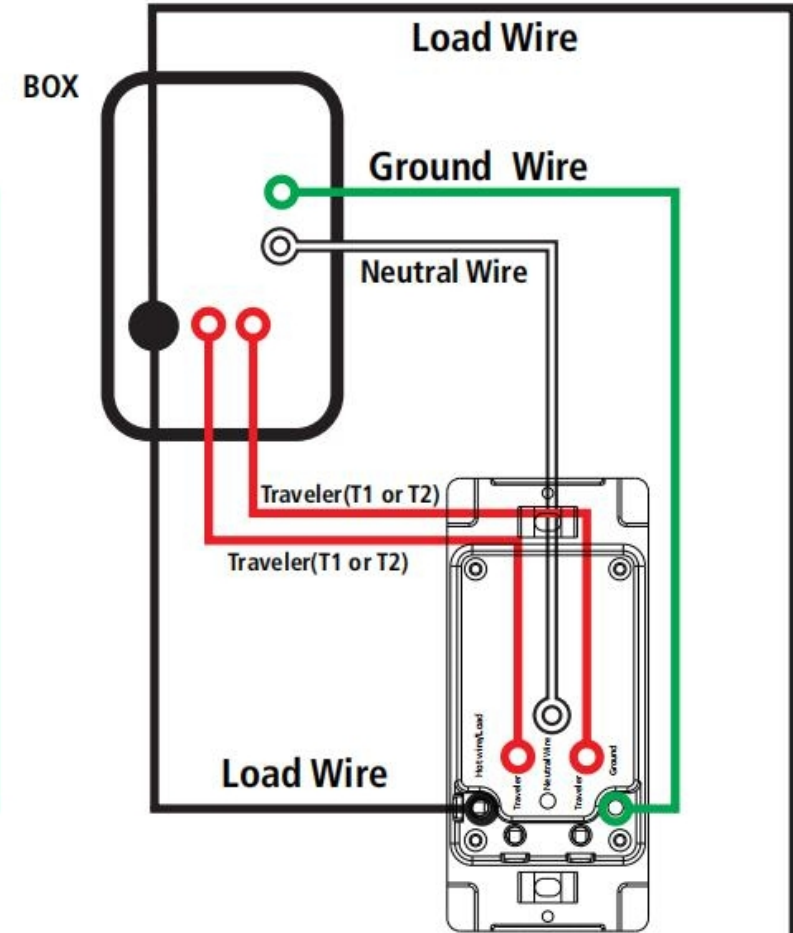 Load Wire
BOX
Ground Wire
Neutral Wire
Traveler(T1 or T2)
Traveler(T1 or T2)
Load Wire
Hot wire/Load
Traveler
Neutral Wire
Traveler
Ground